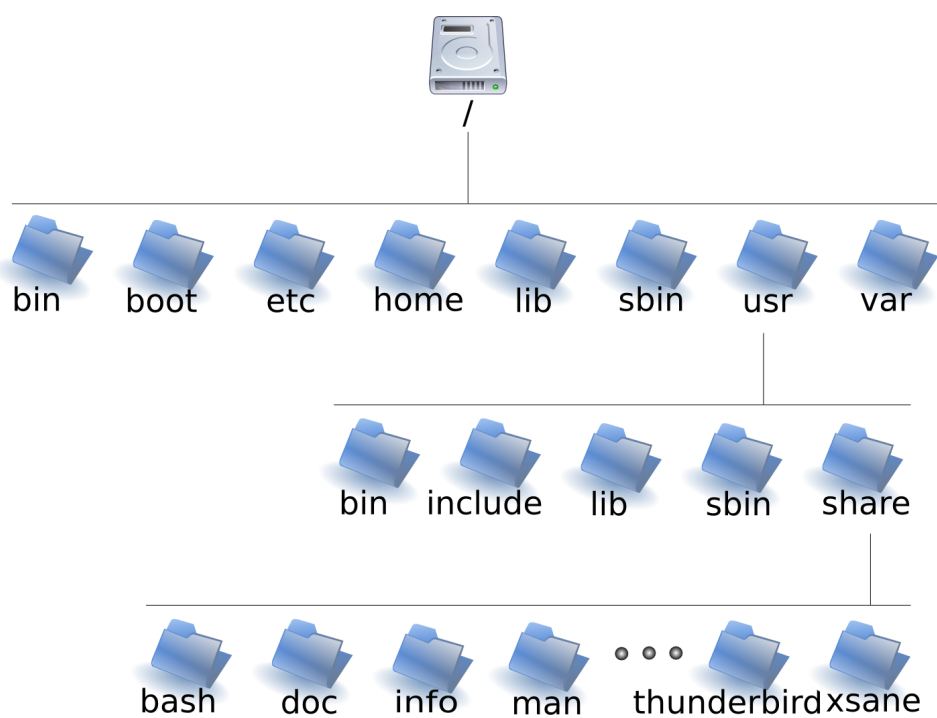 /
bin boot etc home lib sbin usr var
bin include lib sbin share
bash doc info man thunderbird xsane